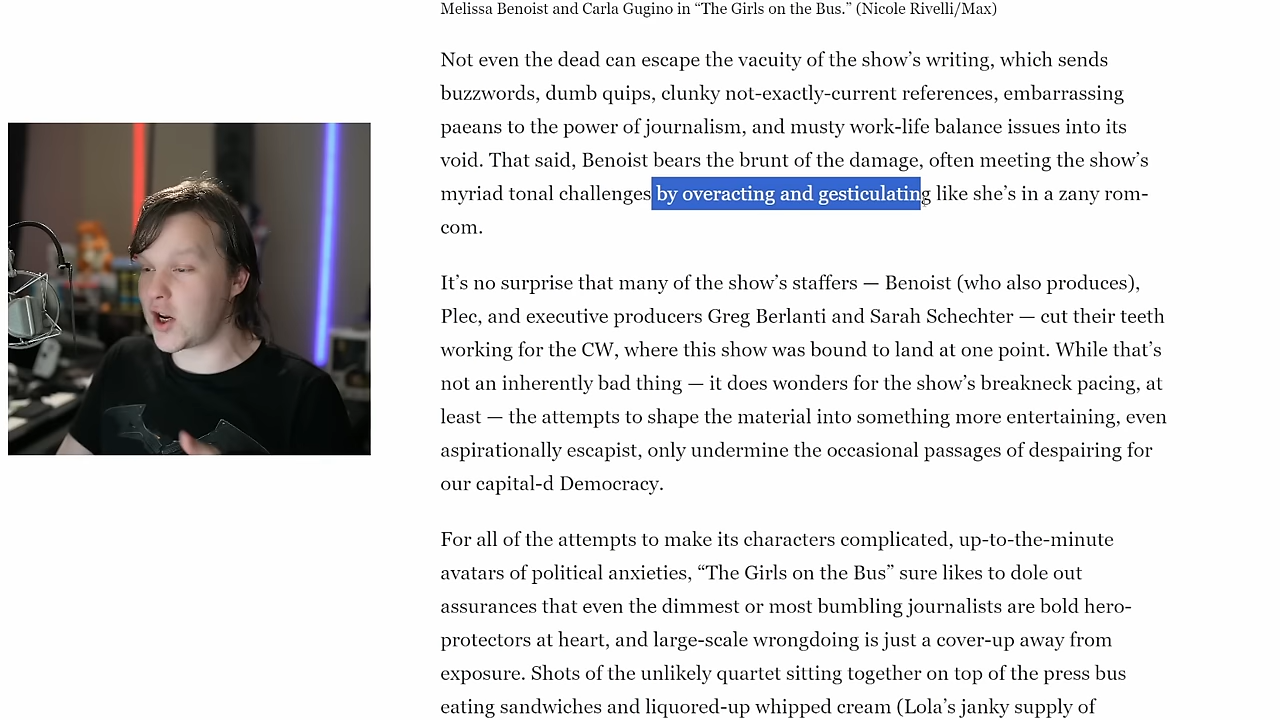 Melissa Benoist and Carla Gugino in “The Girls on the Bus.” (Nicole Rivelli/Max)
Not even the dead can escape the vacuity of the show’s writing, which sends
buzzwords, dumb quips, clunky not-exactly-current references, embarrassing
paeans to the power of journalism, and musty work-life balance issues into its
void. That said, Benoist bears the brunt of the damage, often meeting the show’s
myriad tonal challenges by overacting and gesticulating like she’s in a zany rom-
com.
It’s no surprise that many of the show’s staffers — Benoist (who also produces),
Plec, and executive producers Greg Berlanti and Sarah Schechter — cut their teeth
working for the CW, where this show was bound to land at one point. While that’s
not an inherently bad thing — it does wonders for the show’s breakneck pacing, at
least — the attempts to shape the material into something more entertaining, even
aspirationally escapist, only undermine the occasional passages of despairing for
our capital-d Democracy.
For all of the attempts to make its characters complicated, up-to-the-minute
avatars of political anxieties, “The Girls on the Bus” sure likes to dole out
assurances that even the dimmest or most bumbling journalists are bold hero-
protectors at heart, and large-scale wrongdoing is just a cover-up away from
exposure. Shots of the unlikely quartet sitting together on top of the press bus
eating sandwiches and liquored-up whipped cream (Lola’s janky supply of